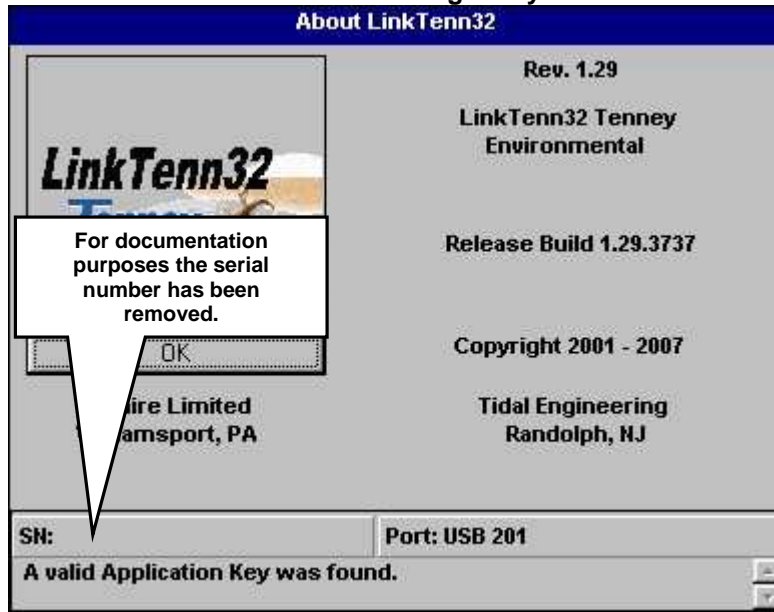 About LinkTenn32
Rev. 1.29
LinkTenn32 Tenney
Environmental
LinkTenn32
For documentation
purposes the serial
number has been
removed.
Release Build 1.29.3737
OK
Copyright 2001 - 2007
Limited
PA
Tidal Engineering
Randolph, NJ
SN:
Port: USB 201
A valid Application Key was found.